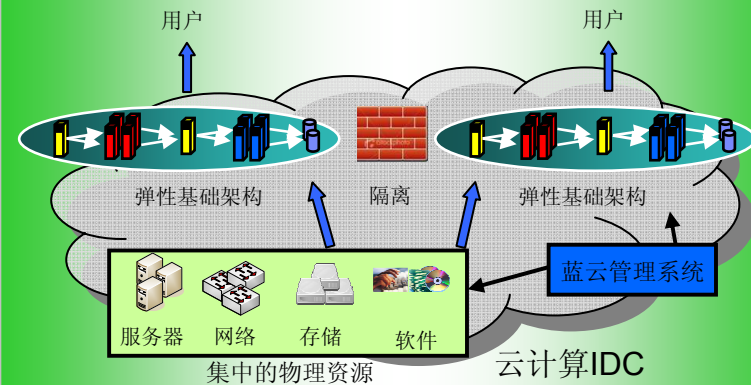 用户
用户
弹性基础架构
隔离
弹性基础架构
蓝云管理系统
服务器
网络
存储
软件
集中的物理资源
云计算IDC